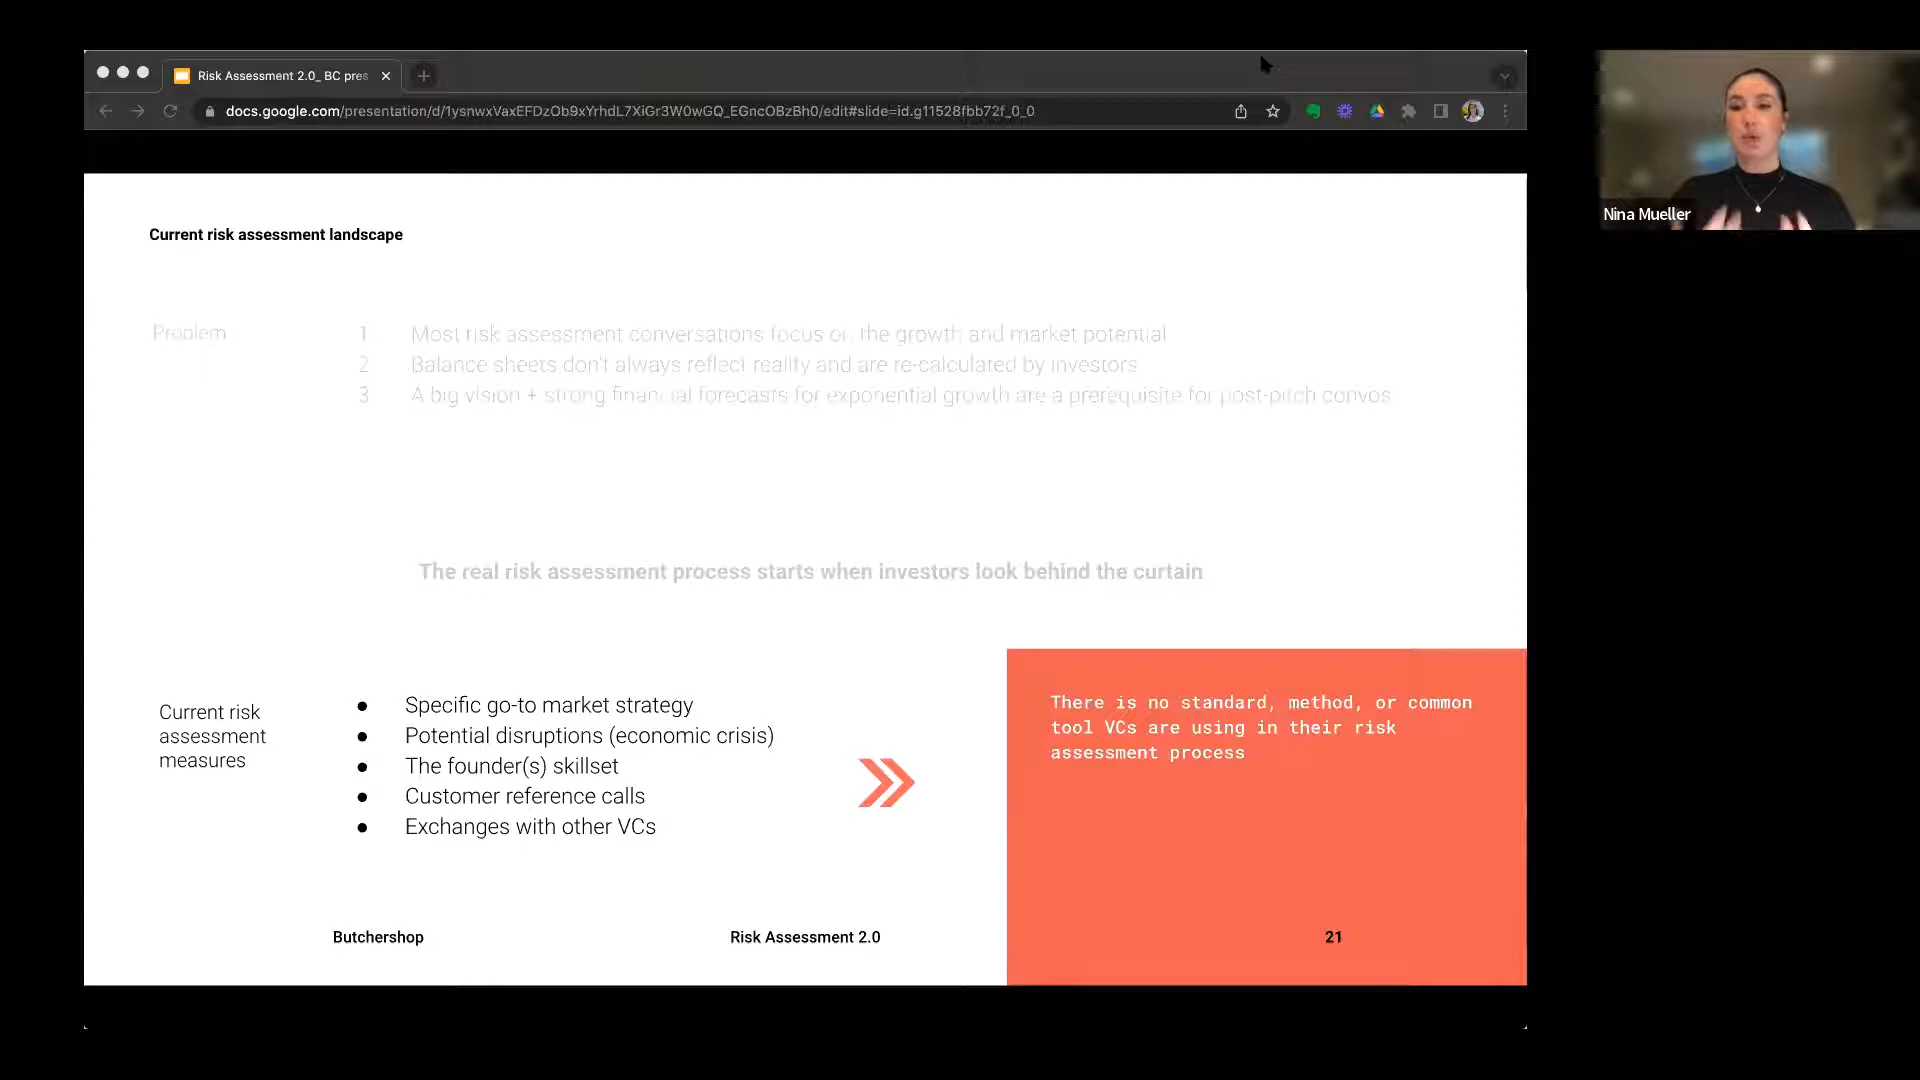 Risk Assessment 2.0_ BC pres
docs.google.com/presentation/d/1ysnwxVaxEFDzOb9xYrhdL7XiGr3W0wGQ_EGncOBzBh0/edit#slide=id.g11528fbb72f_0_0
Nina Mueller
Current risk assessment landscape
Problem
1 Most risk assessment conversations focus on the growth and market potential
2 Balance sheets don't always reflect reality and are re-calculated by investors
3 A big vision + strong financial forecasts for exponential growth are a prerequisite for post-pitch convos
The real risk assessment process starts when investors look behind the curtain
Current risk
assessment
measures
● Specific go-to market strategy
● Potential disruptions (economic crisis)
● The founder(s) skillset
● Customer reference calls
● Exchanges with other VCs
There is no standard, method, or common
tool VCs are using in their risk
assessment process
Butchershop
Risk Assessment 2.0
21